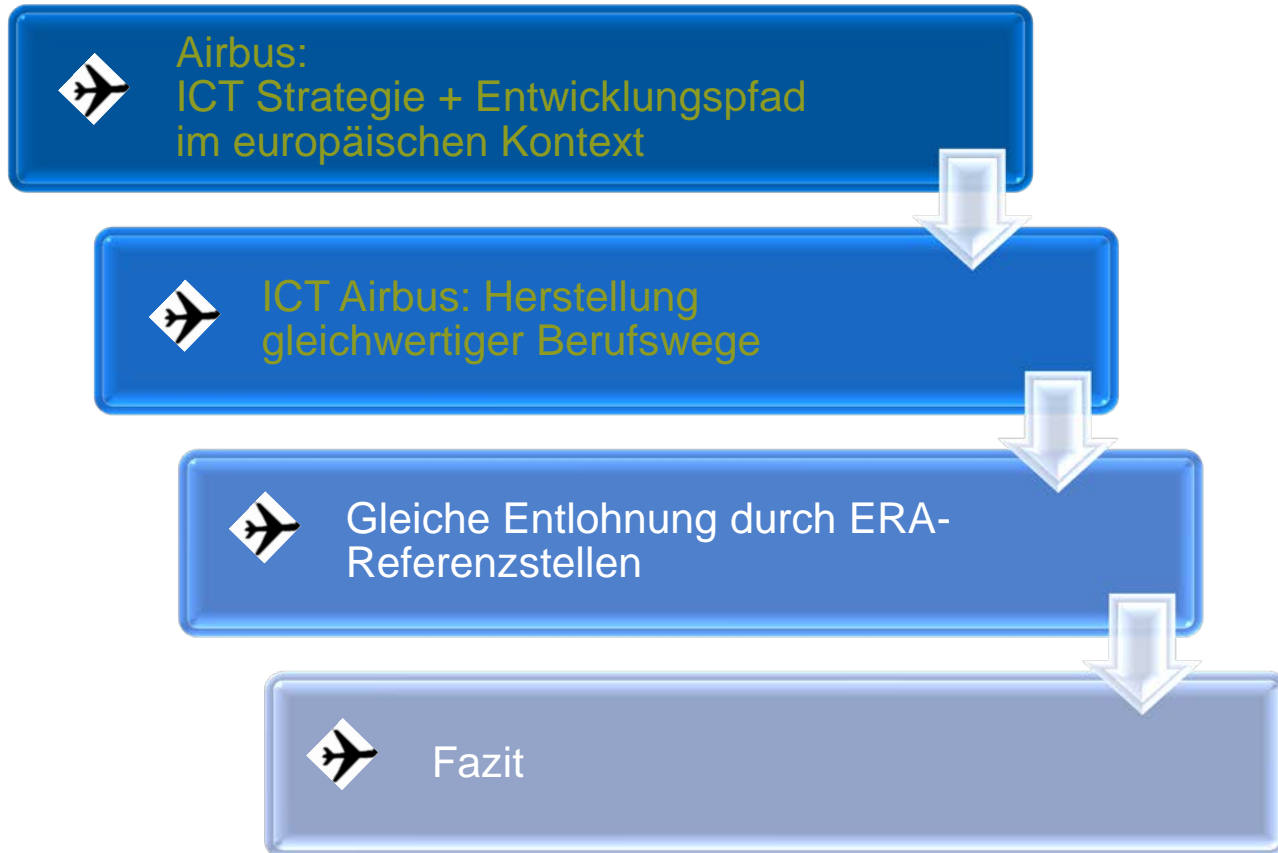 Airbus:
ICT Strategie + Entwicklungspfad
im europäischen Kontext
ICT Airbus: Herstellung
gleichwertiger Berufswege
Gleiche Entlohnung durch ERA-
Referenzstellen
Fazit